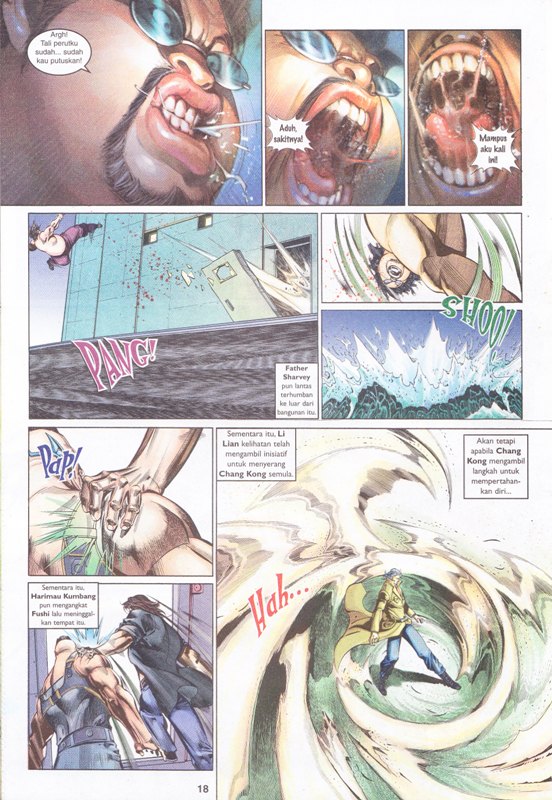 Argh!
Tali perutku
sudah... sudah
kau putuskan!
Aduh,
sakitnya!
Mampus
aku kali
ini!
PANG!
Father
Sharvey
pun lantas
terhumban
ke luar dari
bangunan itu.
SHOO!
Pap!
Sementara itu,
Harimau Kumbang
pun mengangkat
Fushi lalu meninggal-
kan tempat itu.
Sementara itu, Li
Lian kelihatan telah
mengambil inisiatif
untuk menyerang
Chang Kong semula.
Akan tetapi
apabila Chang
Kong mengambil
langkah untuk
mempertahan-
kan diri...
Hah...
18